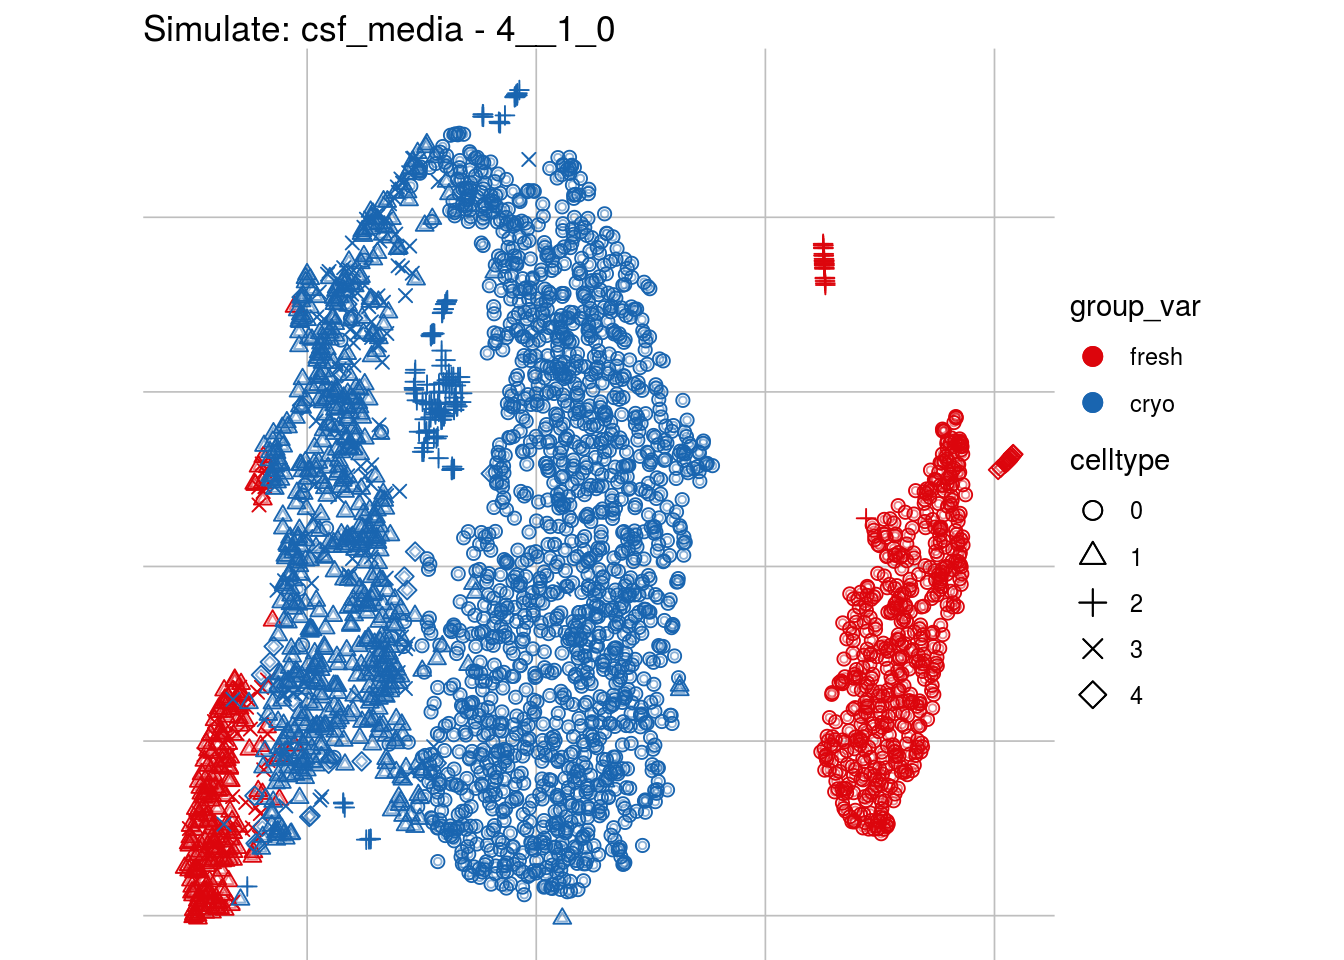 Simulate: csf_media - 4__1_0
group_var
fresh
cryo
celltype
0
1
2
3
4